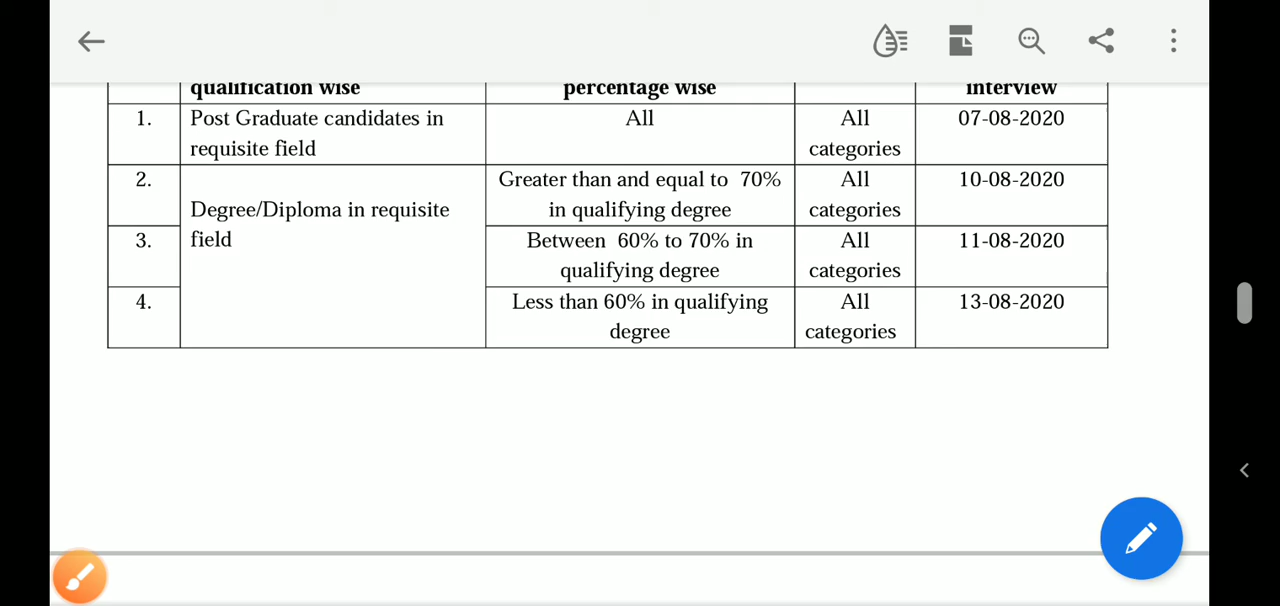 qualification wise percentage wise interview
1. Post Graduate candidates in All All 07-08-2020
requisite field categories
2. Greater than and equal to 70% All 10-08-2020
Degree/Diploma in requisite in qualifying degree categories
3. field Between 60% to 70% in All 11-08-2020
qualifying degree categories
4. Less than 60% in qualifying All 13-08-2020
degree categories